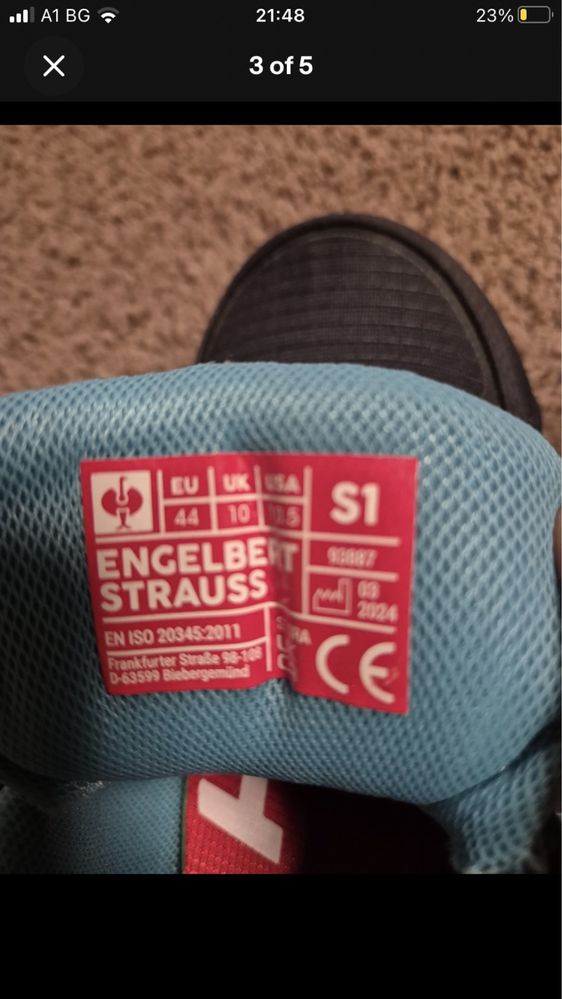 A1 BG 21:48 23%
3 of 5
EU UK USA S1
44 10
93887
ENGELBERT
STRAUSS
03
2024
EN ISO 20345:2011
CE
Frankfurter Straße 98-108
D-63599 Biebergemünd